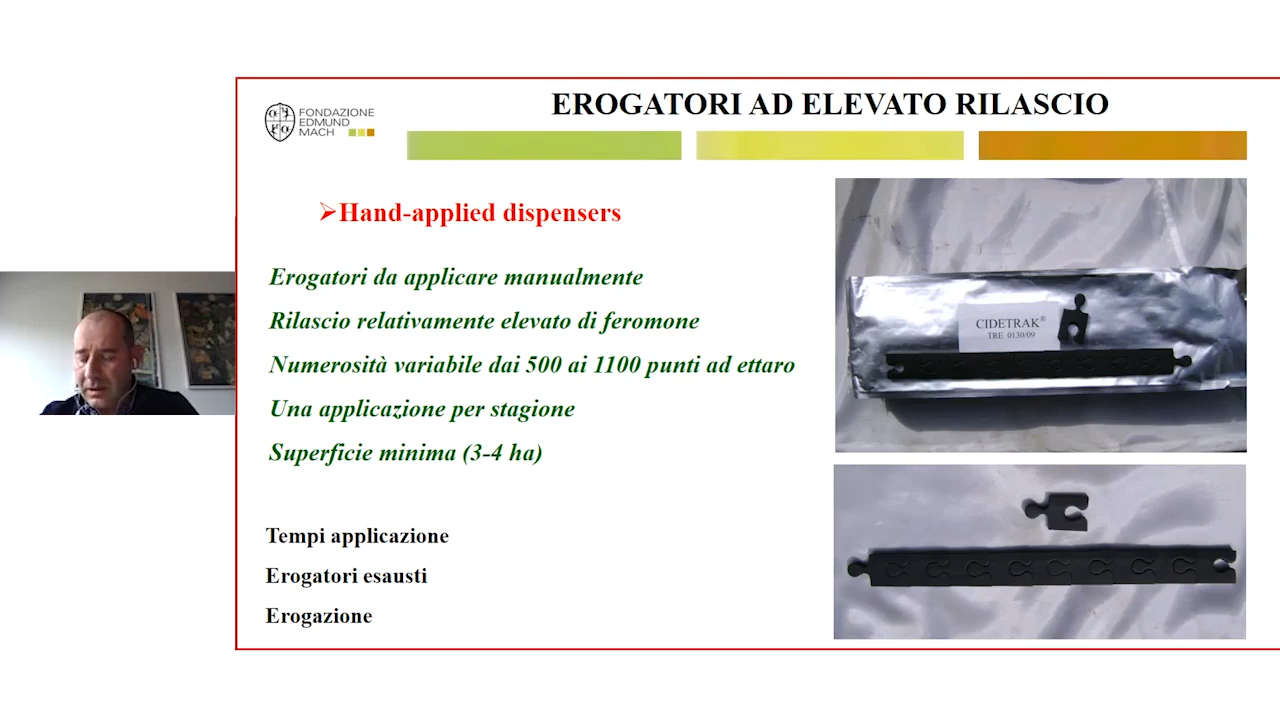 FONDAZIONE
EDMUND
MACH
EROGATORI AD ELEVATO RILASCIO
➢Hand-applied dispensers
Erogatori da applicare manualmente
Rilascio relativamente elevato di feromone
Numerosità variabile dai 500 ai 1100 punti ad ettaro
Una applicazione per stagione
Superficie minima (3-4 ha)
Tempi applicazione
Erogatori esausti
Erogazione
CIDETRAK®
TRE 0130/09